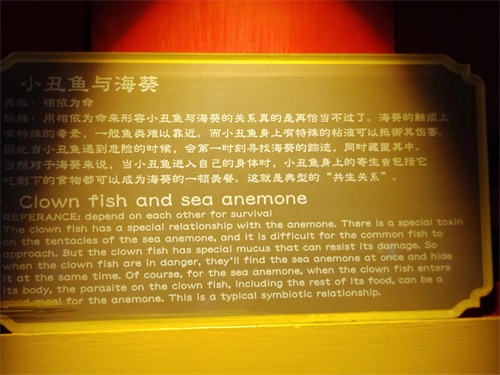 小丑鱼与海葵
典故：相依为命
解释：用相依为命来形容小丑鱼与海葵的关系真的是再恰当不过了。海葵的触须上
有特殊的毒素，一般鱼类难以靠近。而小丑鱼身上有特殊的粘液可以抵御其伤害。
因此当小丑鱼遇到危险的时候，会第一时刻寻找海葵的踪迹，同时藏匿其中。
当然对于海葵来说，当小丑鱼进入自己的身体时，小丑鱼身上的寄生虫包括它
吃剩下的食物都可以成为海葵的一顿美餐。这就是典型的“共生关系”。
Clown fish and sea anemone
REFERANCE: depend on each other for survival
The clown fish has a special relationship with the anemone. There is a special toxin
on the tentacles of the sea anemone, and it is difficult for the common fish to
approach. But the clown fish has special mucus that can resist its damage. So
when the clown fish are in danger, they'll find the sea anemone at once and hide
it at the same time. Of course, for the sea anemone, when the clown fish enters
its body, the parasite on the clown fish, including the rest of its food, can be a
meal for the anemone. This is a typical symbiotic relationship.